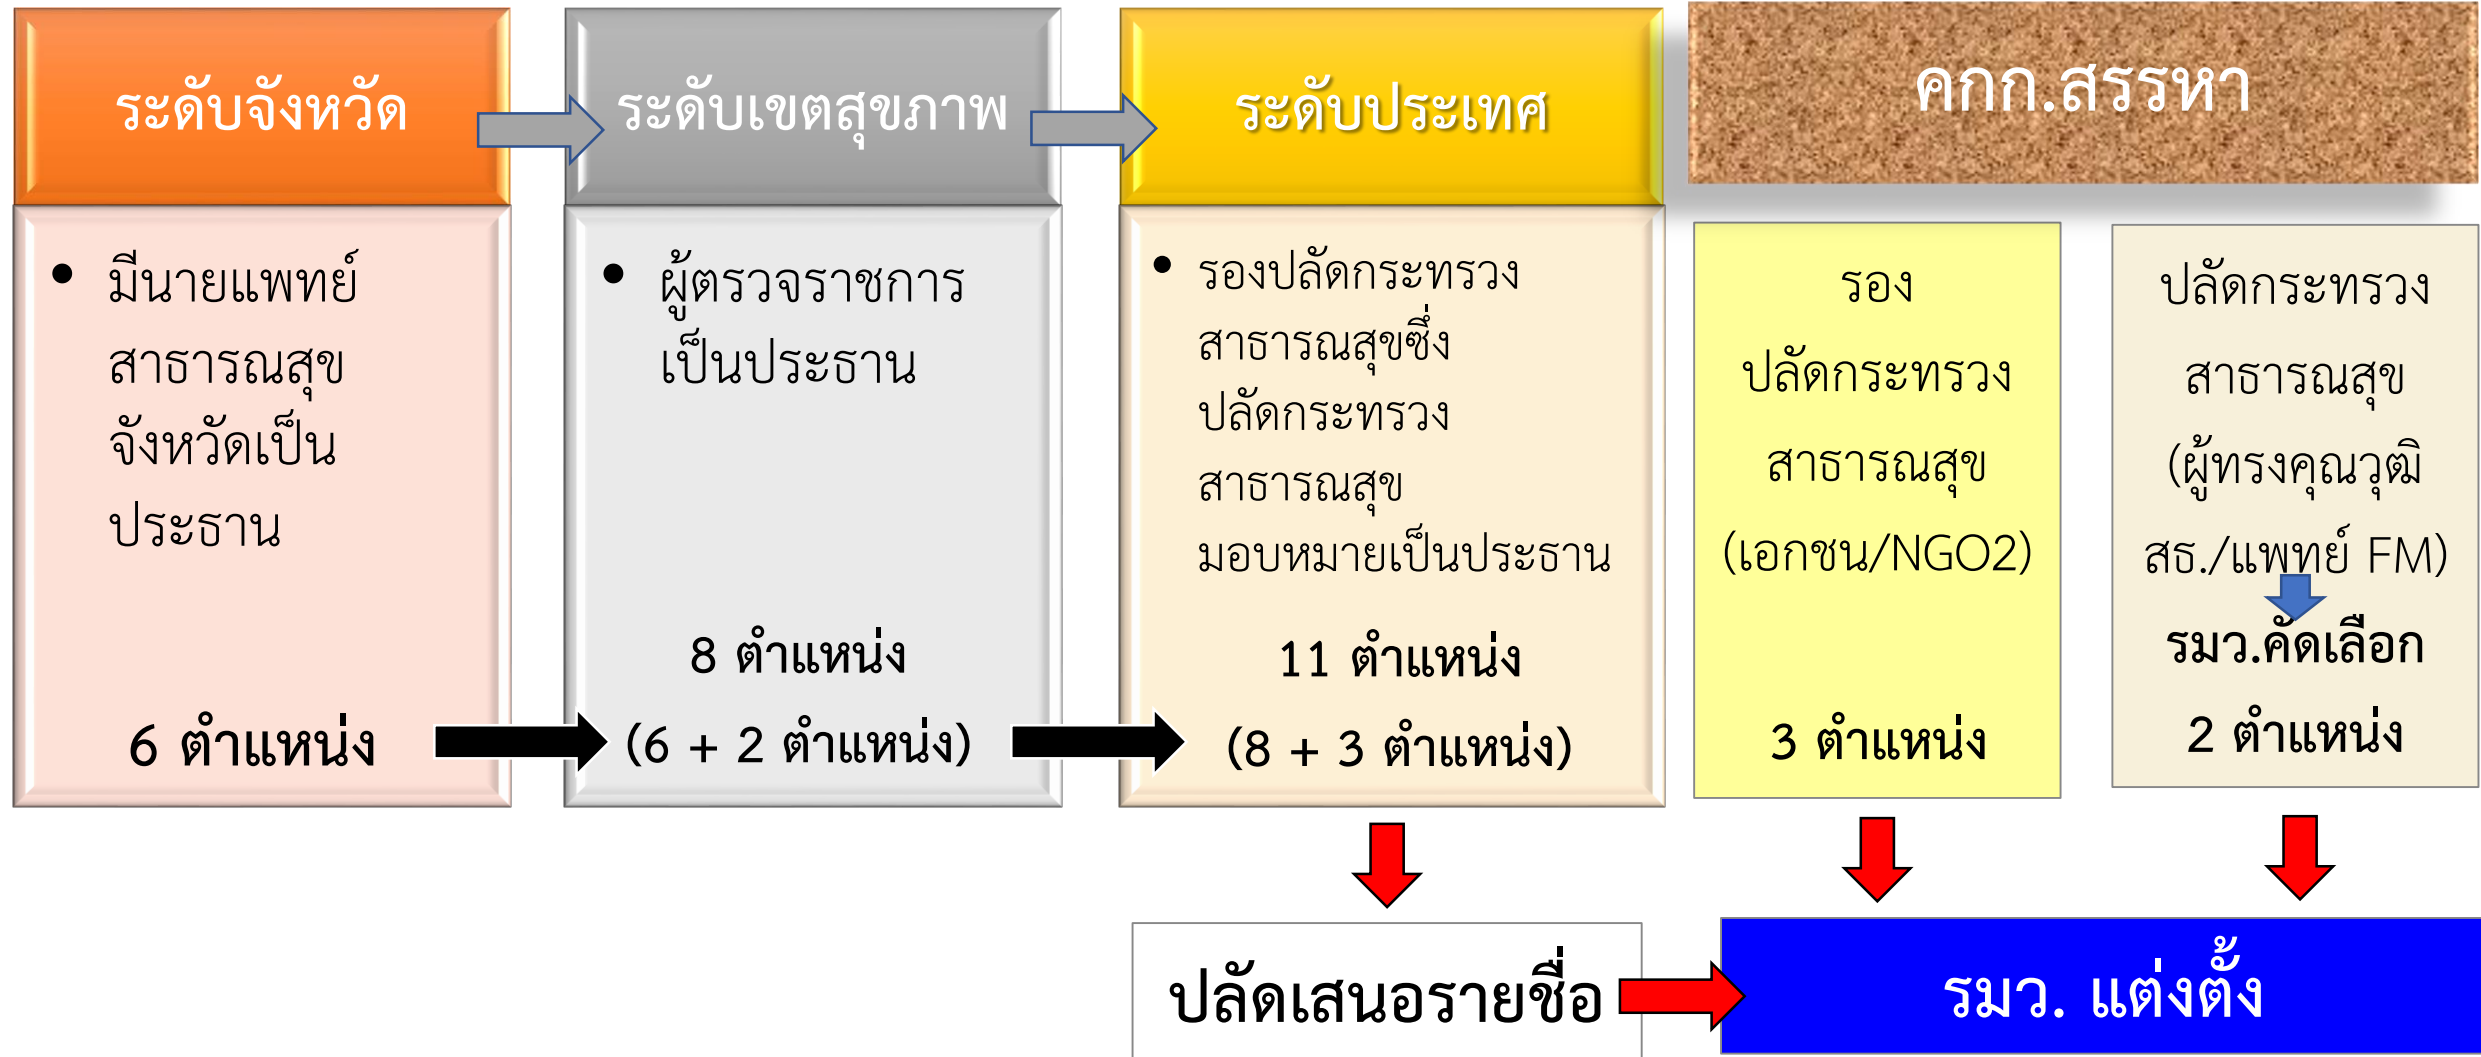 ระดับจังหวัด
ระดับเขตสุขภาพ
ระดับประเทศ
คกก.สรรหา
• มีนายแพทย์
สาธารณสุข
จังหวัดเป็น
ประธาน
6 ตำแหน่ง
• ผู้ตรวจราชการ
เป็นประธาน
8 ตำแหน่ง
(6 + 2 ตำแหน่ง)
• รองปลัดกระทรวง
สาธารณสุขซึ่ง
ปลัดกระทรวง
สาธารณสุข
มอบหมายเป็นประธาน
11 ตำแหน่ง
(8 + 3 ตำแหน่ง)
รอง
ปลัดกระทรวง
สาธารณสุข
(เอกชน/NGO2)
3 ตำแหน่ง
ปลัดกระทรวง
สาธารณสุข
(ผู้ทรงคุณวุฒิ
สธ./แพทย์ FM)
รมว.คัดเลือก
2 ตำแหน่ง
ปลัดเสนอรายชื่อ
รมว. แต่งตั้ง